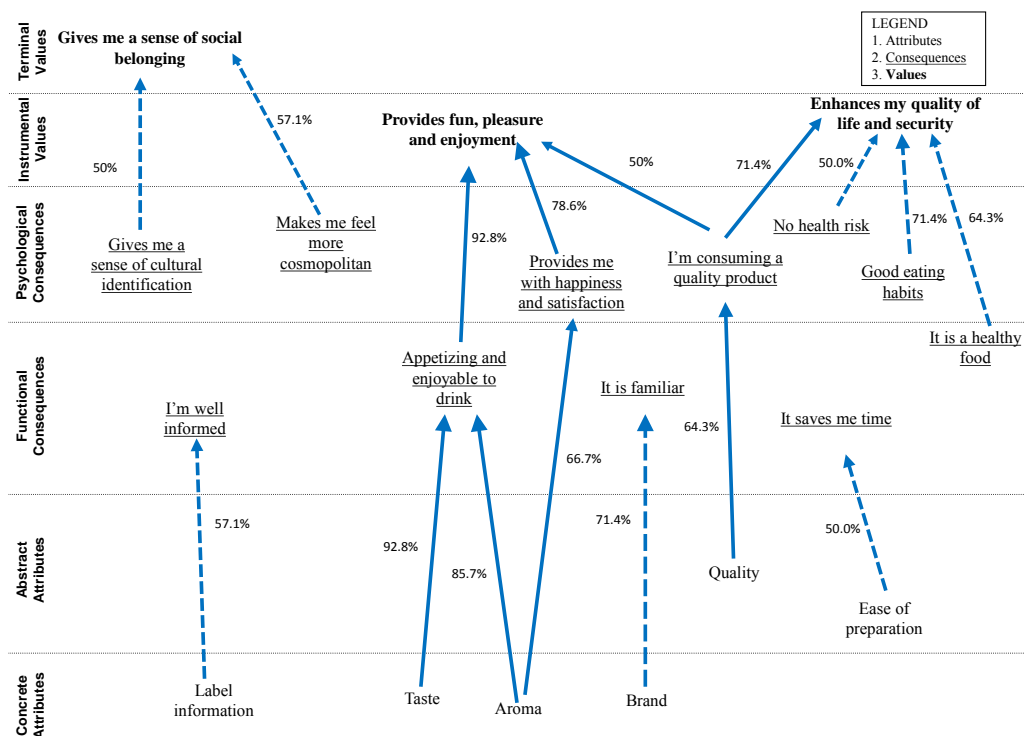 LEGEND
1. Attributes
2. Consequences
3. Values
Terminal
Values
Gives me a sense of social
belonging
Instrumental
Values
57.1%
Provides fun, pleasure
and enjoyment
Enhances my quality of
life and security
50%
50%
71.4%
50.0%
Psychological
Consequences
Gives me a
sense of cultural
identification
Makes me feel
more
cosmopolitan
92.8%
78.6%
Provides me
with happiness
and satisfaction
I'm consuming a
quality product
No health risk
71.4%
64.3%
Good eating
habits
Functional
Consequences
It is a healthy
food
Appetizing and
enjoyable to
drink
It is familiar
I'm well
informed
It saves me time
64.3%
66.7%
Abstract
Attributes
57.1%
92.8%
85.7%
71.4%
50.0%
Quality
Ease of
preparation
Concrete
Attributes
Label
information
Taste
Aroma
Brand